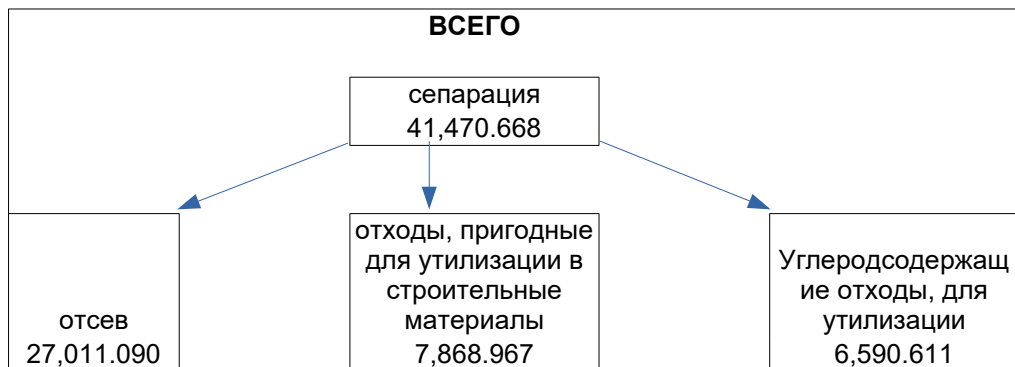 ВСЕГО
сепарация
41,470.668
отсев
27,011.090
отходы, пригодные
для утилизации в
строительные
материалы
7,868.967
Углеродсодержащ
ие отходы, для
утилизации
6,590.611